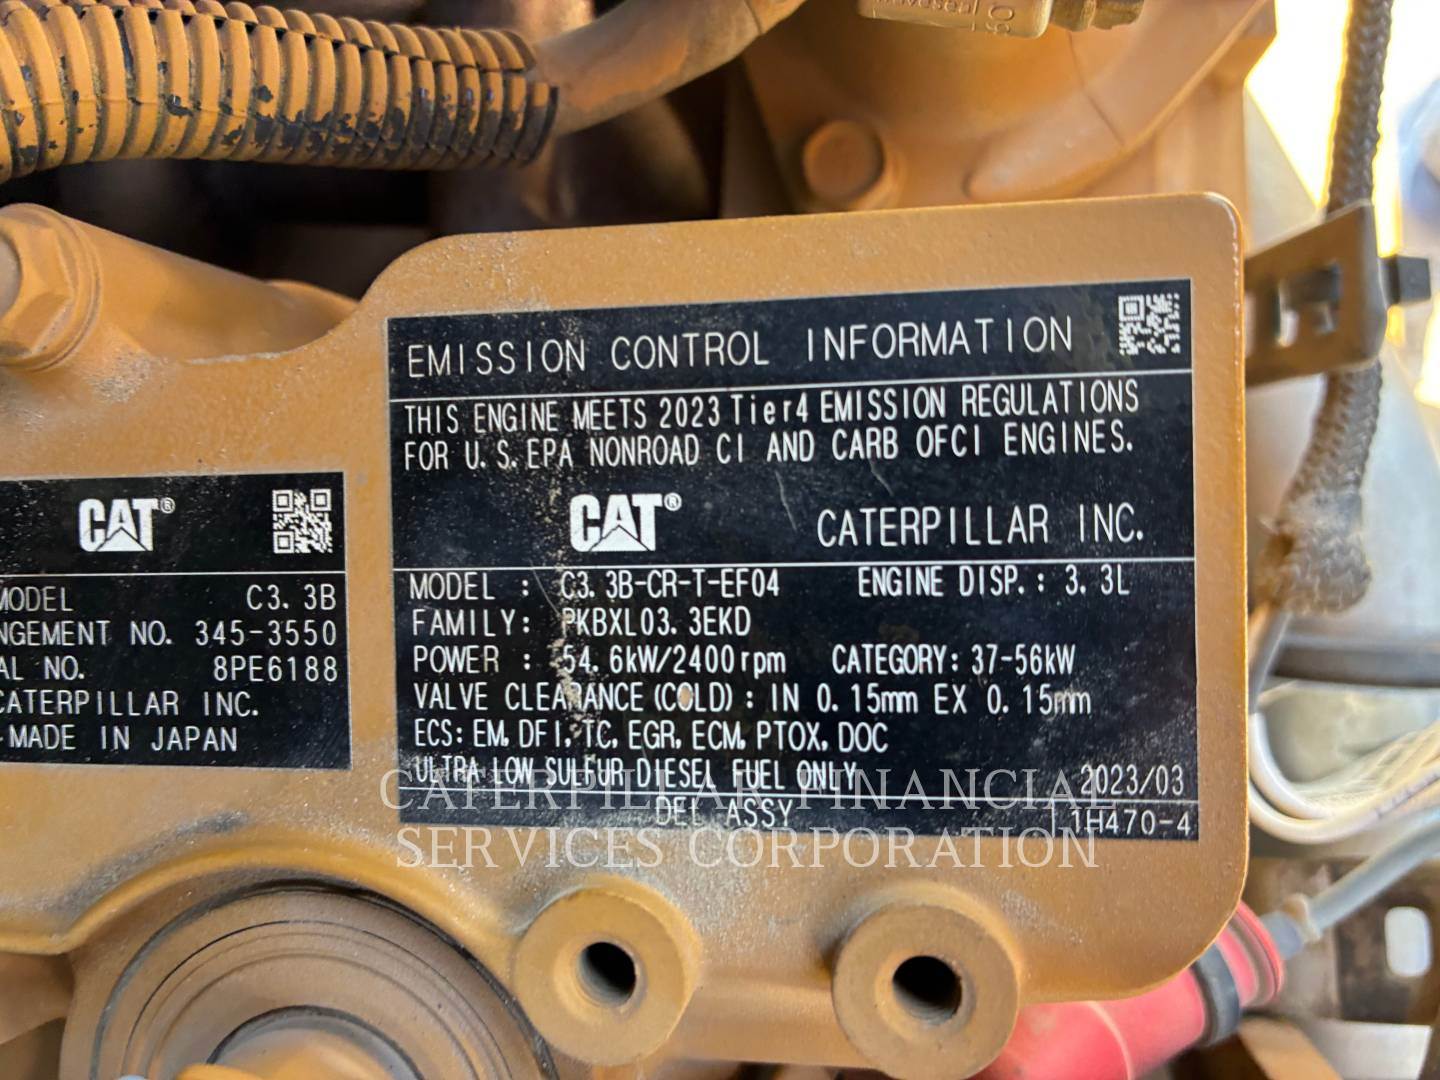 EMISSION CONTROL INFORMATION
THIS ENGINE MEETS 2023 Tier4 EMISSION REGULATIONS
FOR U.S. EPA NONROAD CI AND CARB OFCI ENGINES.
CAT® CATERPILLAR INC.
MODEL : C3.3B-CR-T-EF04 ENGINE DISP.: 3.3L
FAMILY: PKBXL03.3EKD
POWER : 54.6kW/2400rpm CATEGORY: 37-56kW
VALVE CLEARANCE (COLD) : IN 0.15mm EX 0.15mm
ECS: EM, DFI, TC, EGR, ECM, PTOX, DOC
ULTRA LOW SULFUR DIESEL FUEL ONLY 2023/03
DEL ASSY 1H470-4
CAT®
MODEL C3.3B
NGEMENT NO. 345-3550
AL NO. 8PE6188
CATERPILLAR INC.
MADE IN JAPAN
CATERPILLAR FINANCIAL
SERVICES CORPORATION